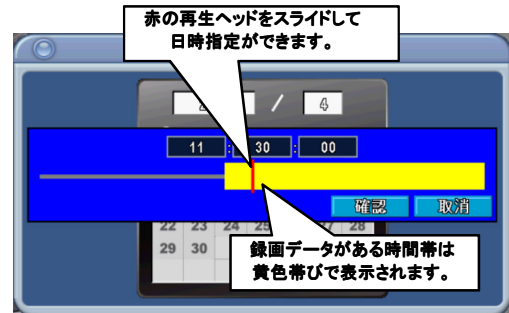 赤の再生ヘッドをスライドして
日時指定ができます。
/ 4
11 : 30 : 00
確認 取消
22 23 24 25 27 28
29 30
録画データがある時間帯は
黄色帯びで表示されます。